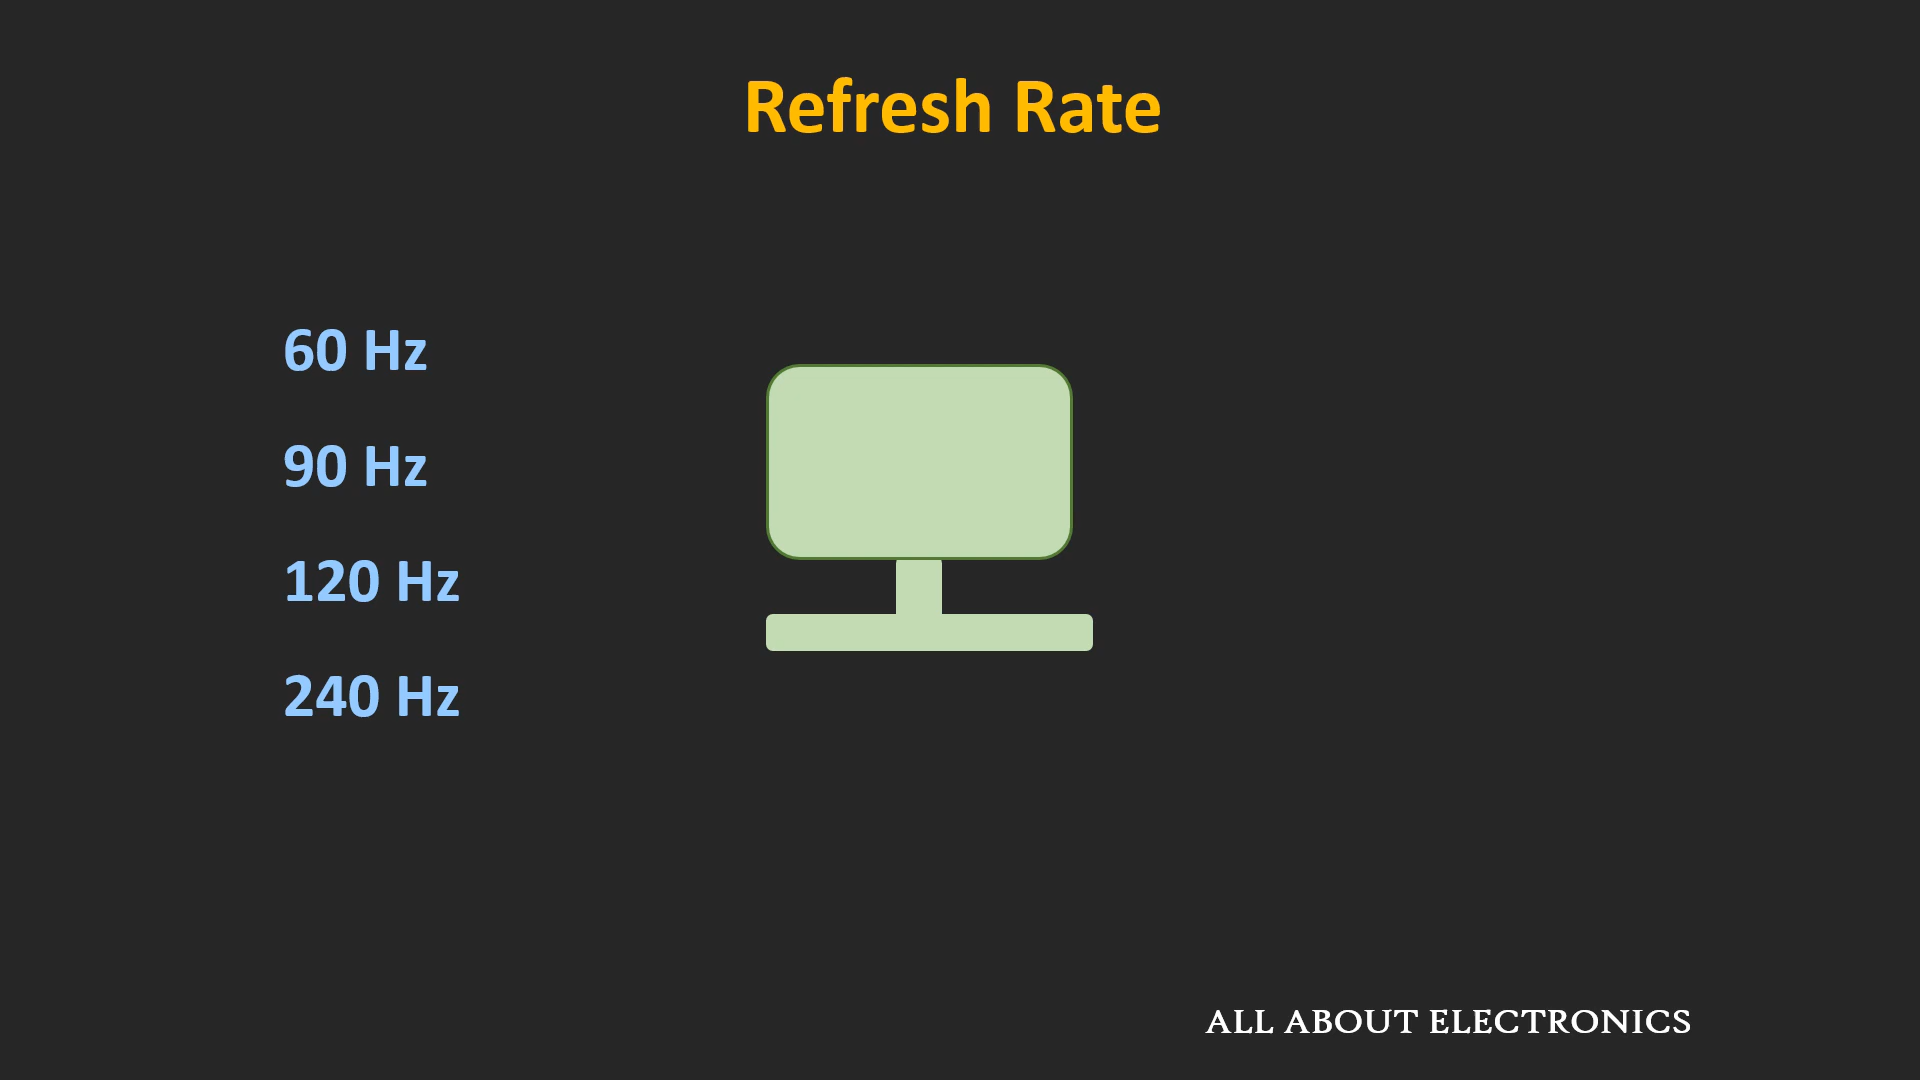 Refresh Rate
60 Hz
90 Hz
120 Hz
240 Hz
ALL ABOUT ELECTRONICS